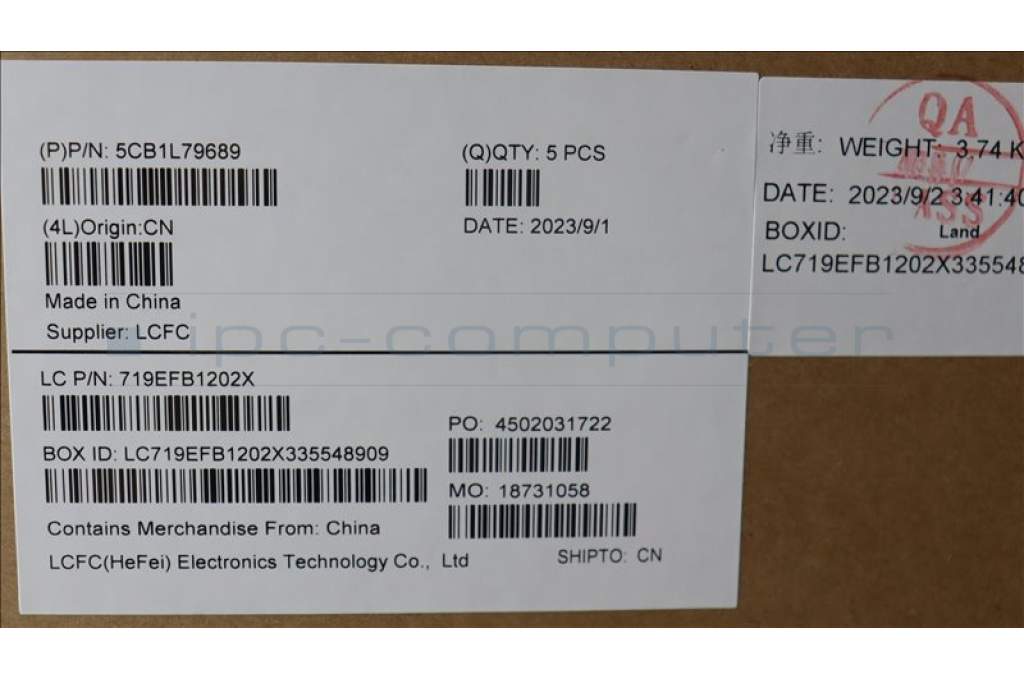 (P)P/N: 5CB1L79689
(Q)QTY: 5 PCS
(4L)Origin:CN
DATE: 2023/9/1
Made in China
Supplier: LCFC
LC P/N: 719EFB1202X
PO: 4502031722
BOX ID: LC719EFB1202X335548909
MO: 18731058
Contains Merchandise From: China
LCFC(HeFei) Electronics Technology Co., Ltd
SHIPTO: CN
净重: WEIGHT: 3.74 K
DATE: 2023/9/2 3:41:40
BOXID: Land
LC719EFB1202X335548
QA
ipc-computer